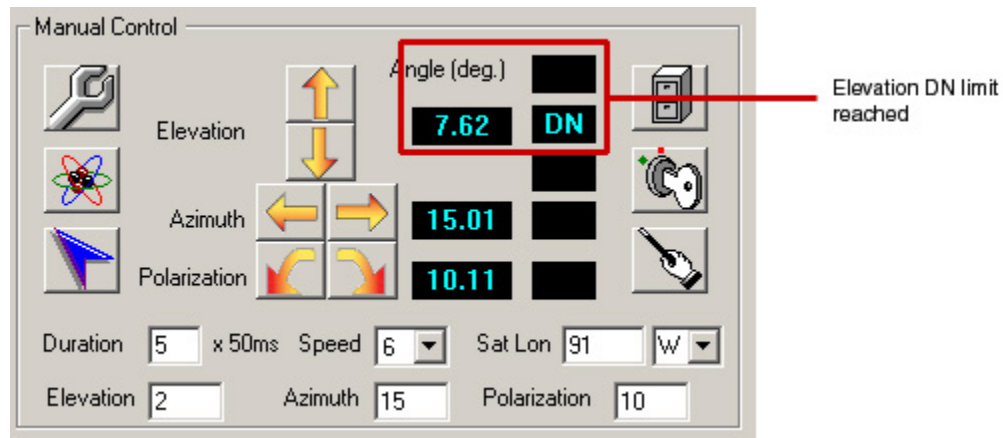 Manual Control
Angle (deg.)
Elevation 7.62 DN
Elevation DN limit
reached
Azimuth 15.01
Polarization 10.11
Duration 5 x 50ms Speed 6 Sat Lon 91 W
Elevation 2 Azimuth 15 Polarization 10